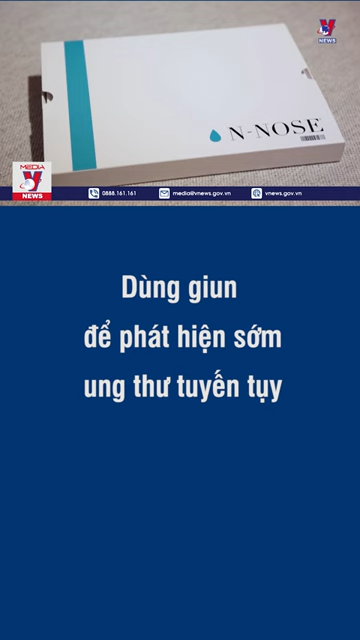 VNEWS
N-NOSE
MEDIA
NEWS
0888.161.161
media@vnews.gov.vn
vnews.gov.vn
Dùng giun
để phát hiện sớm
ung thư tuyến tụy